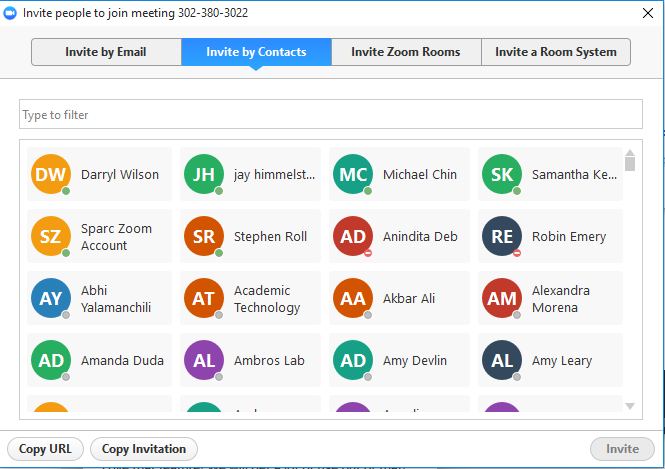 Invite people to join meeting 302-380-3022
Invite by Email
Invite by Contacts
Invite Zoom Rooms
Invite a Room System
Type to filter
DW Darryl Wilson
JH jay himmelst...
MC Michael Chin
SK Samantha Ke...
SZ Sparc Zoom
Account
SR Stephen Roll
AD Anindita Deb
RE Robin Emery
AY Abhi
Yalamanchili
AT Academic
Technology
AA Akbar Ali
AM Alexandra
Morena
AD Amanda Duda
AL Ambros Lab
AD Amy Devlin
AL Amy Leary
Copy URL
Copy Invitation
Invite